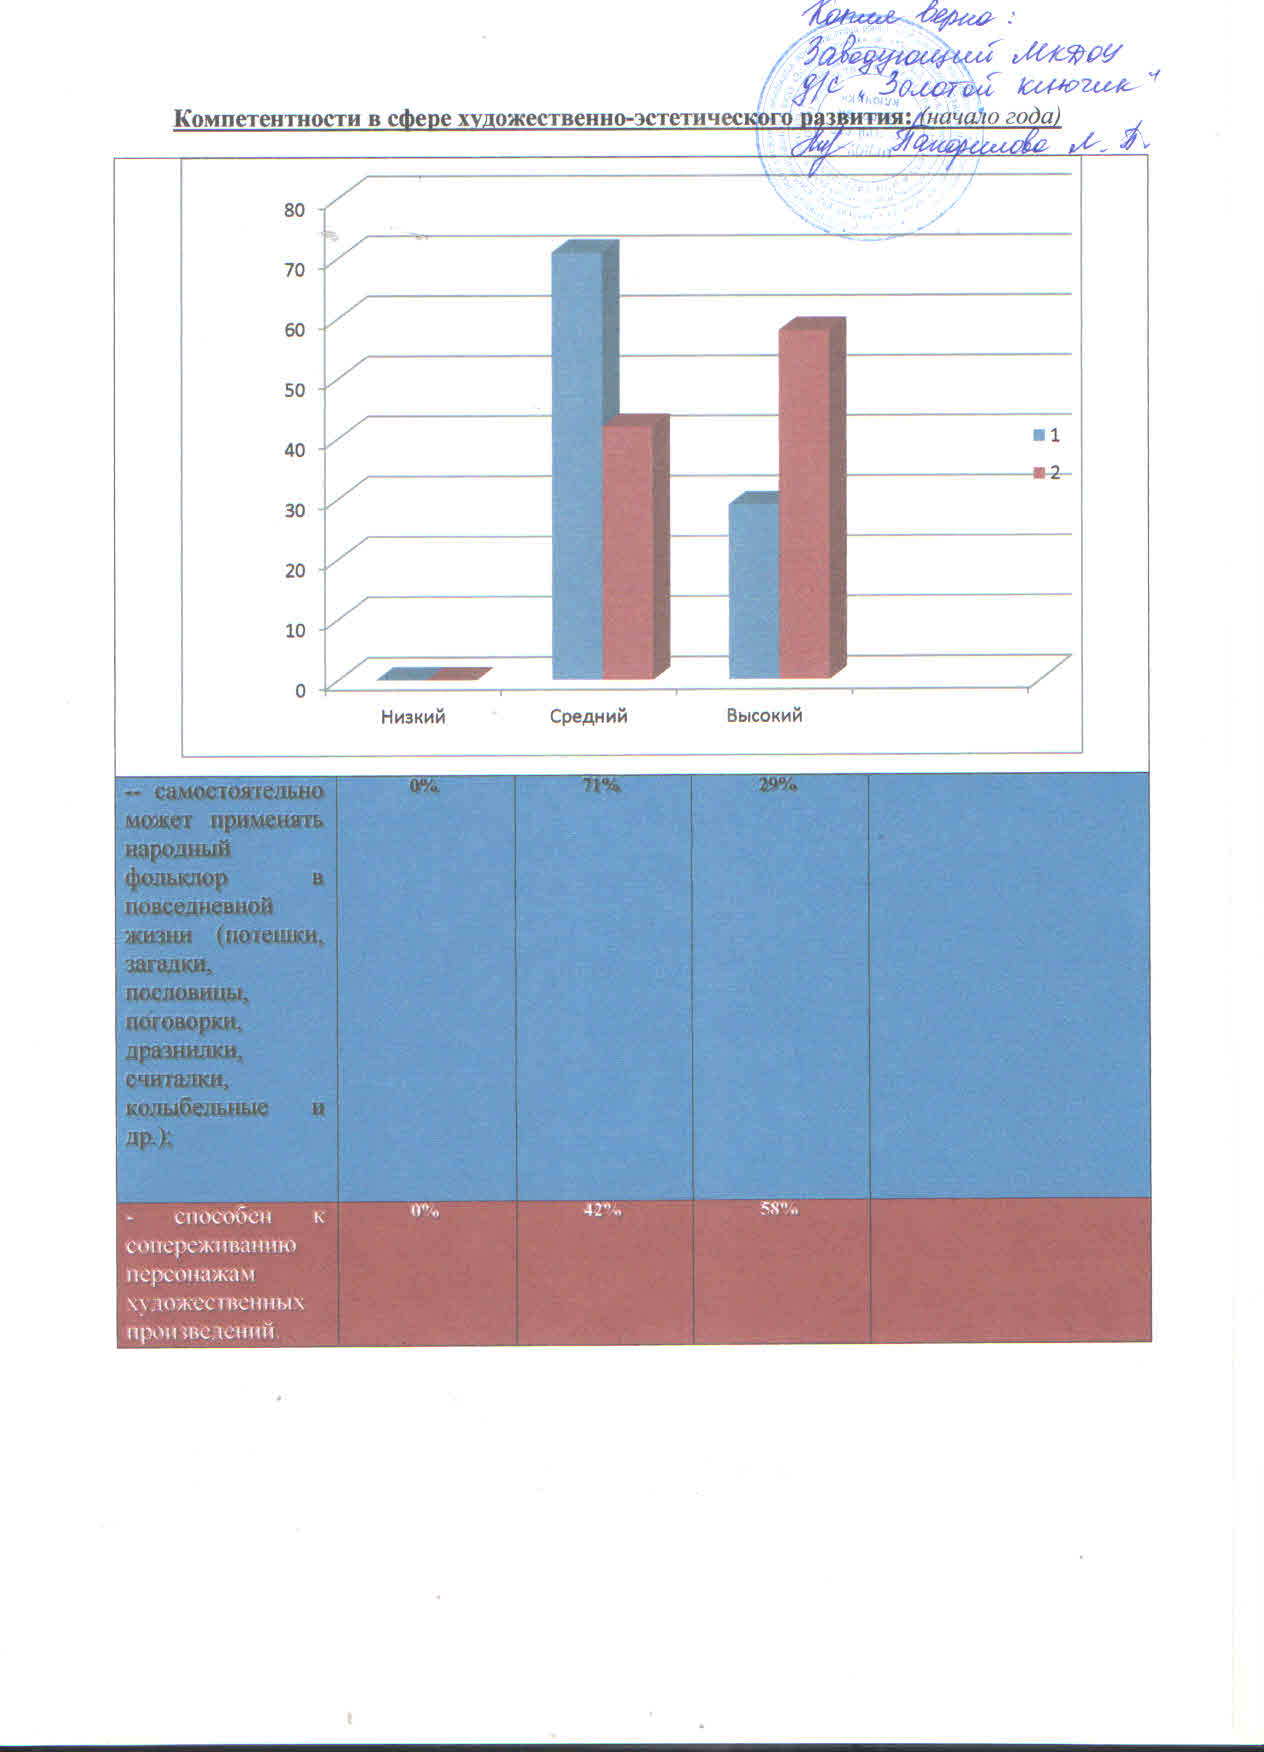 Копия верна:
Заведующий МКДОУ
д/с „Золотой ключик"
Компетентности в сфере художественно-эстетического развития: (начало года)
80
70
60
50
40
30
20
10
0
Низкий Средний Высокий
1
2
-- самостоятельно 0% 71% 29%
может применять
народный
фольклор в
повседневной
жизни (потешки,
загадки,
пословицы,
поговорки,
дразнилки,
считалки,
колыбельные и
др.);
- способен к 0% 42% 58%
сопереживанию
персонажам
художественных
произведений.